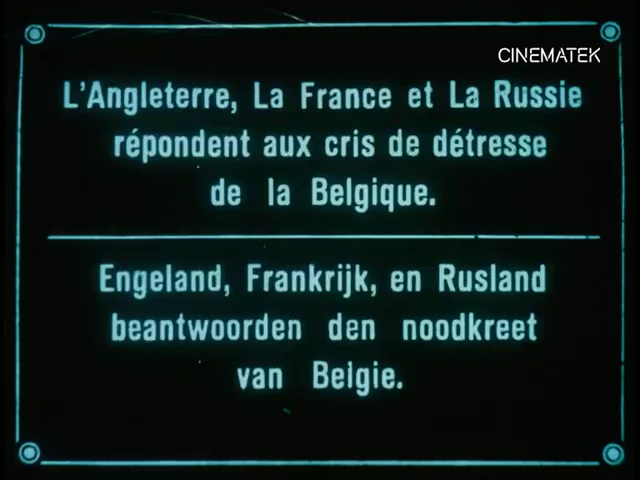 CINEMATEK
L'Angleterre, La France et La Russie
répondent aux cris de détresse
de la Belgique.
Engeland, Frankrijk, en Rusland
beantwoorden den noodkreet
van Belgie.